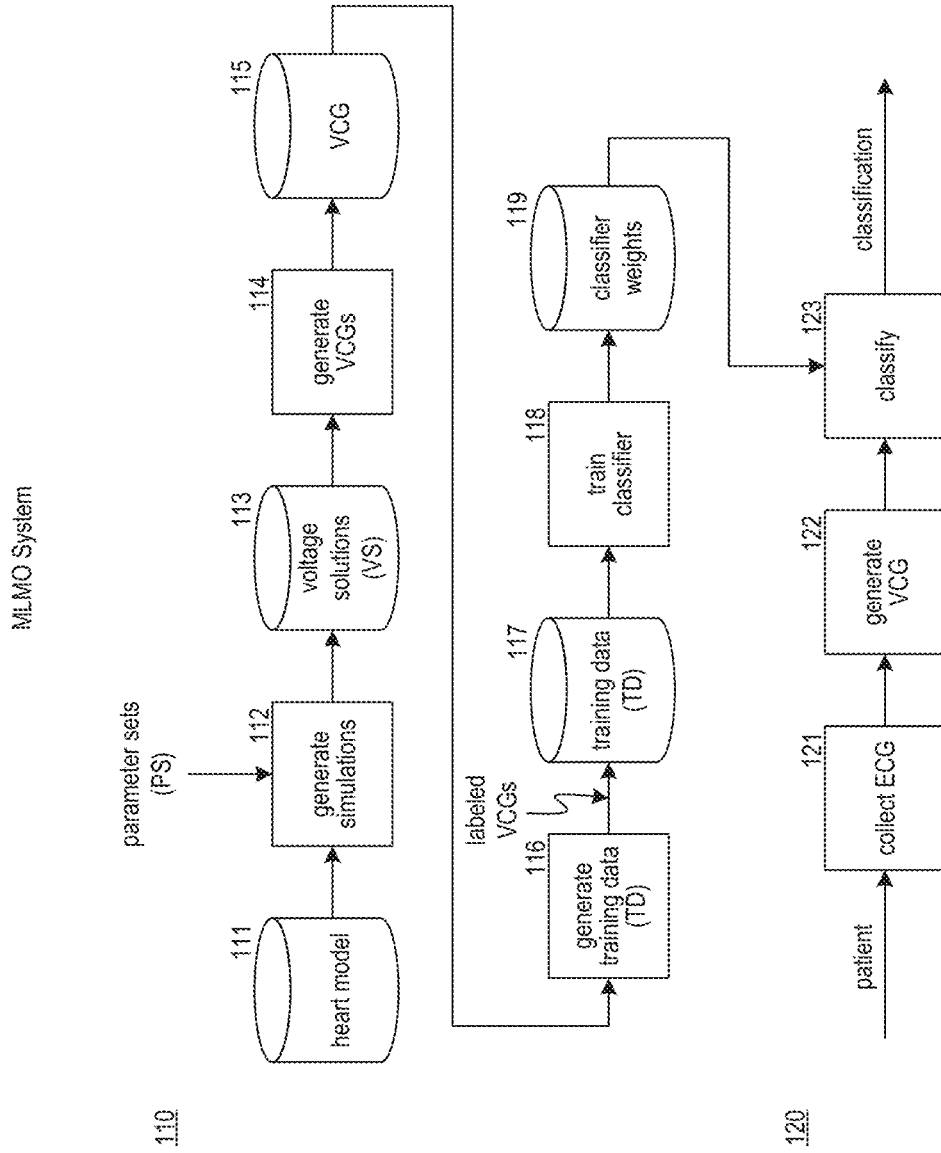 MLMO System
110
parameter sets
(PS)
111
heart model
112
generate
simulations
113
voltage
solutions
(VS)
114
generate
VCGs
115
VCG
116
generate
training data
(TD)
labeled
VCGs
117
training data
(TD)
118
train
classifier
119
classifier
weights
120
patient
121
collect ECG
122
generate
VCG
123
classify
classification